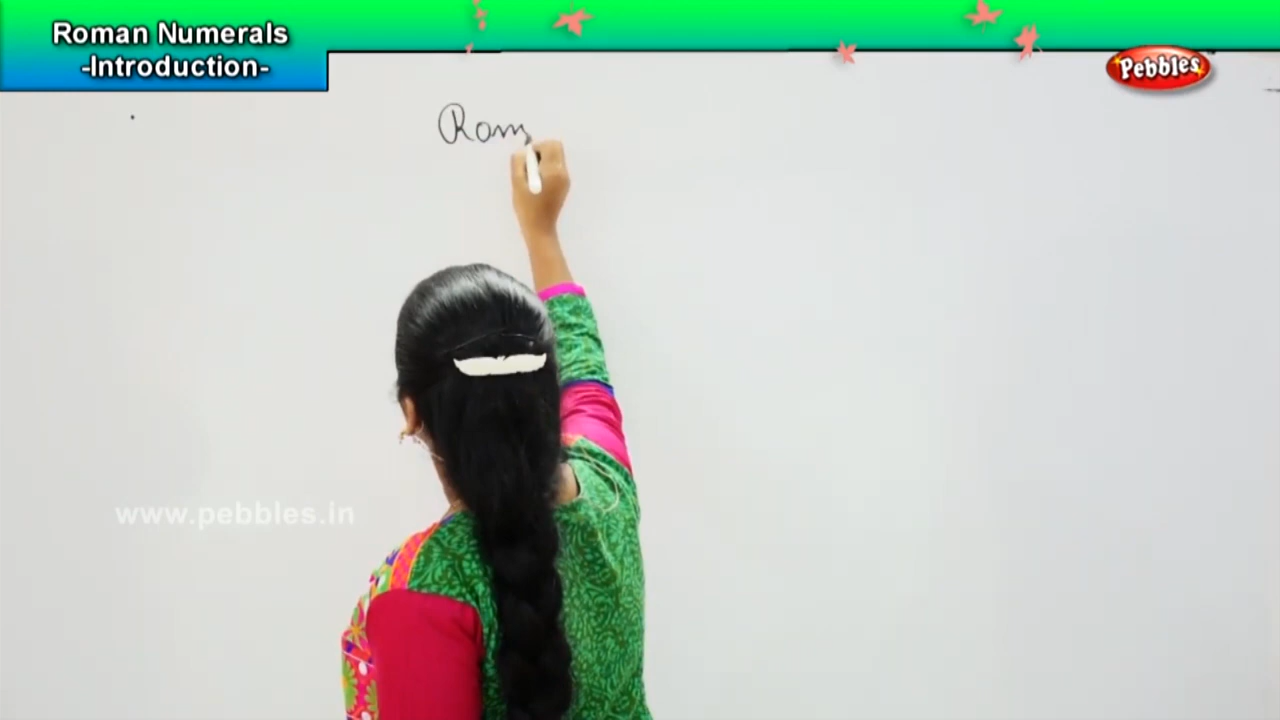 Roman Numerals
-Introduction-
Pebbles
Rom
www.pebbles.in